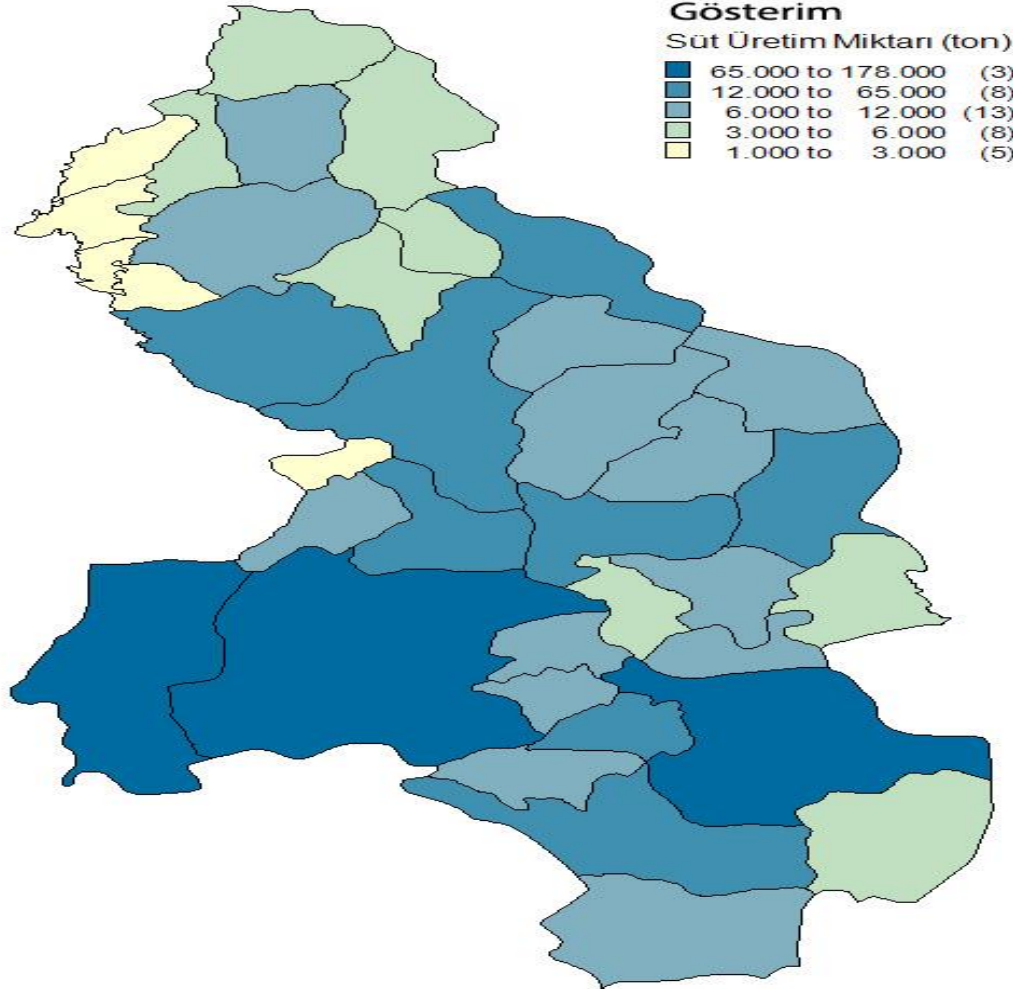 Gösterim
Süt Üretim Miktarı (ton)
65.000 to 178.000 (3)
12.000 to 65.000 (8)
6.000 to 12.000 (13)
3.000 to 6.000 (8)
1.000 to 3.000 (5)